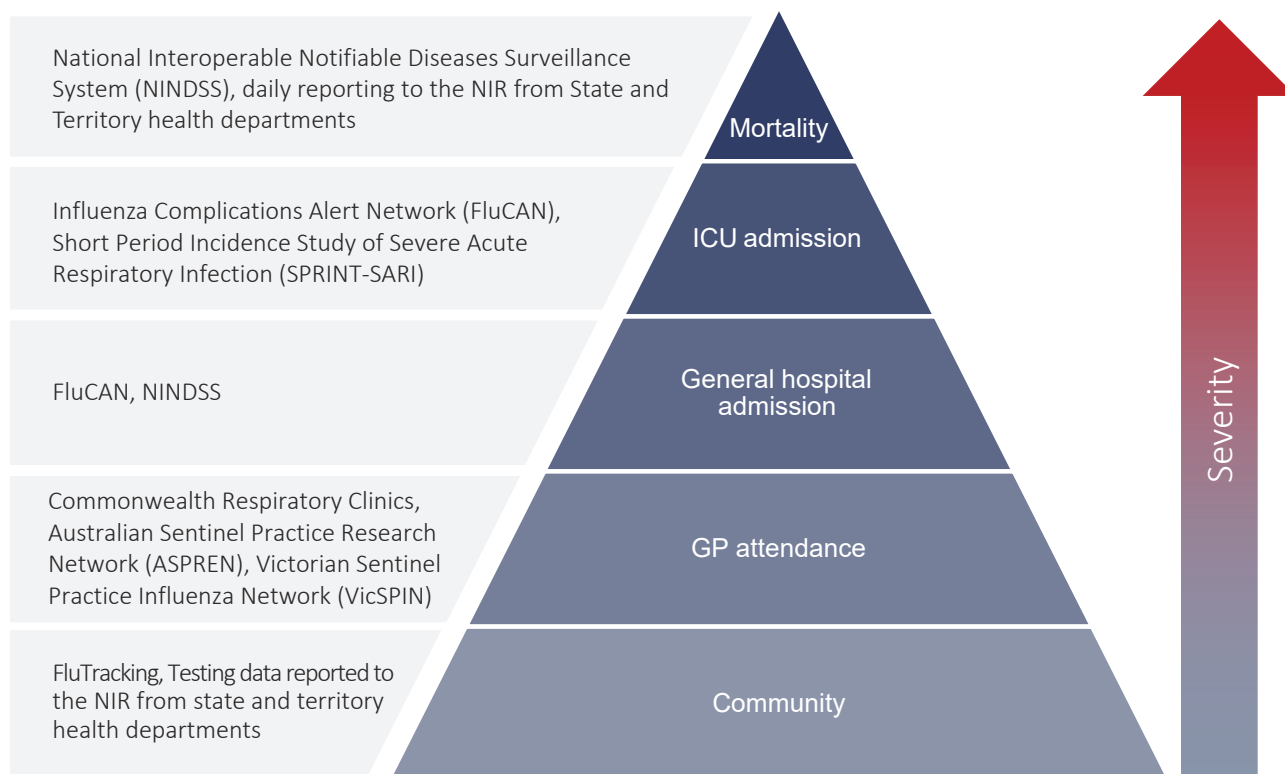 National Interoperable Notifiable Diseases Surveillance
System (NINDSS), daily reporting to the NIR from State and
Territory health departments
Mortality
Influenza Complications Alert Network (FluCAN),
Short Period Incidence Study of Severe Acute
Respiratory Infection (SPRINT-SARI)
ICU admission
FluCAN, NINDSS
General hospital
admission
Commonwealth Respiratory Clinics,
Australian Sentinel Practice Research
Network (ASPREN), Victorian Sentinel
Practice Influenza Network (VicSPIN)
GP attendance
FluTracking, Testing data reported to
the NIR from state and territory
health departments
Community
Severity